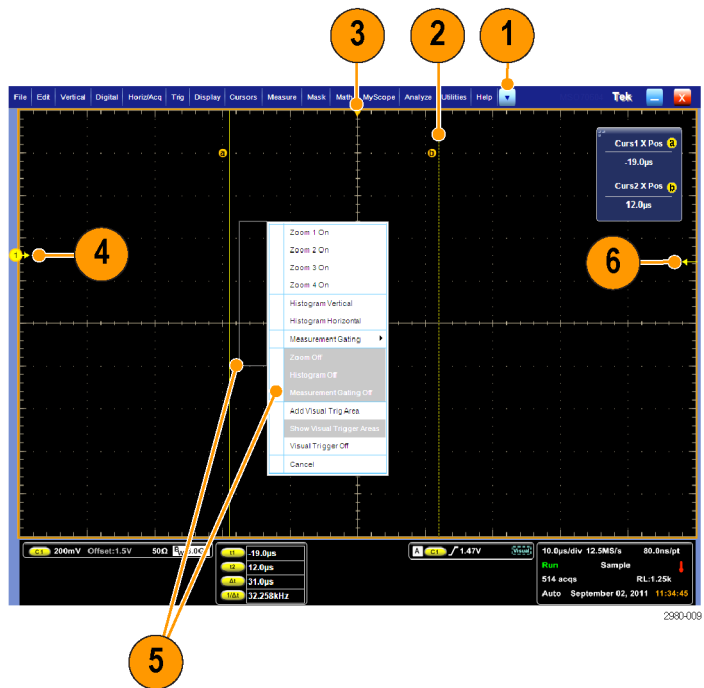 3 2 1
File Edit Vertical Digital Horiz/Acq Trig Display Cursors Measure Mask Math MyScope Analyze Utilities Help Tek X
a b
Curs1 X Pos a
-19.0µs
Curs2 X Pos b
12.0µs
1 4 6
Zoom 1 On
Zoom 2 On
Zoom 3 On
Zoom 4 On
Histogram Vertical
Histogram Horizontal
Measurement Gating
Zoom Off
Histogram Off
Measurement Gating Off
Add Visual Trig Area
Show Visual Trigger Areas
Visual Trigger Off
Cancel
C1 200mV Offset:1.5V 50Ω
t1 -19.0µs
t2 12.0µs
Δt 31.0µs
1/Δt 32.258kHz
A C1 1.47V Visual
10.0µs/div 12.5MS/s 80.0ns/pt
Run Sample
514 acqs RL:1.25k
Auto September 02, 2011 11:34:45
2980-009
5